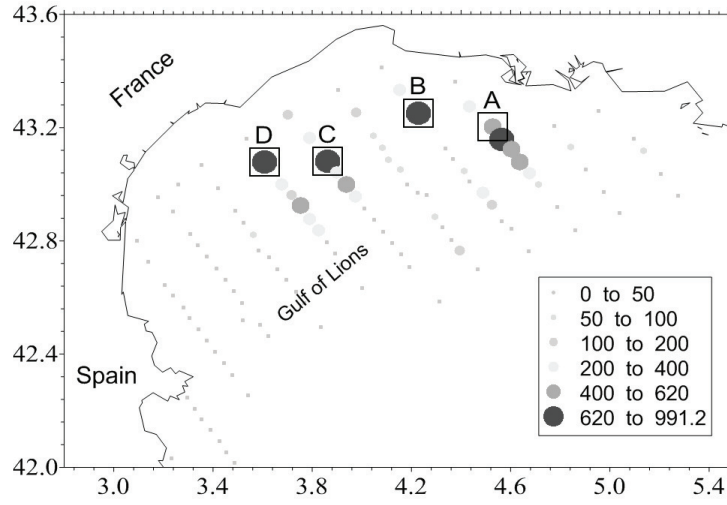 43.6
France
B
A
43.2
D
C
42.8
Gulf of Lions
0 to 50
50 to 100
100 to 200
42.4
Spain
200 to 400
400 to 620
620 to 991.2
42.0
3.0 3.4 3.8 4.2 4.6 5.0 5.4